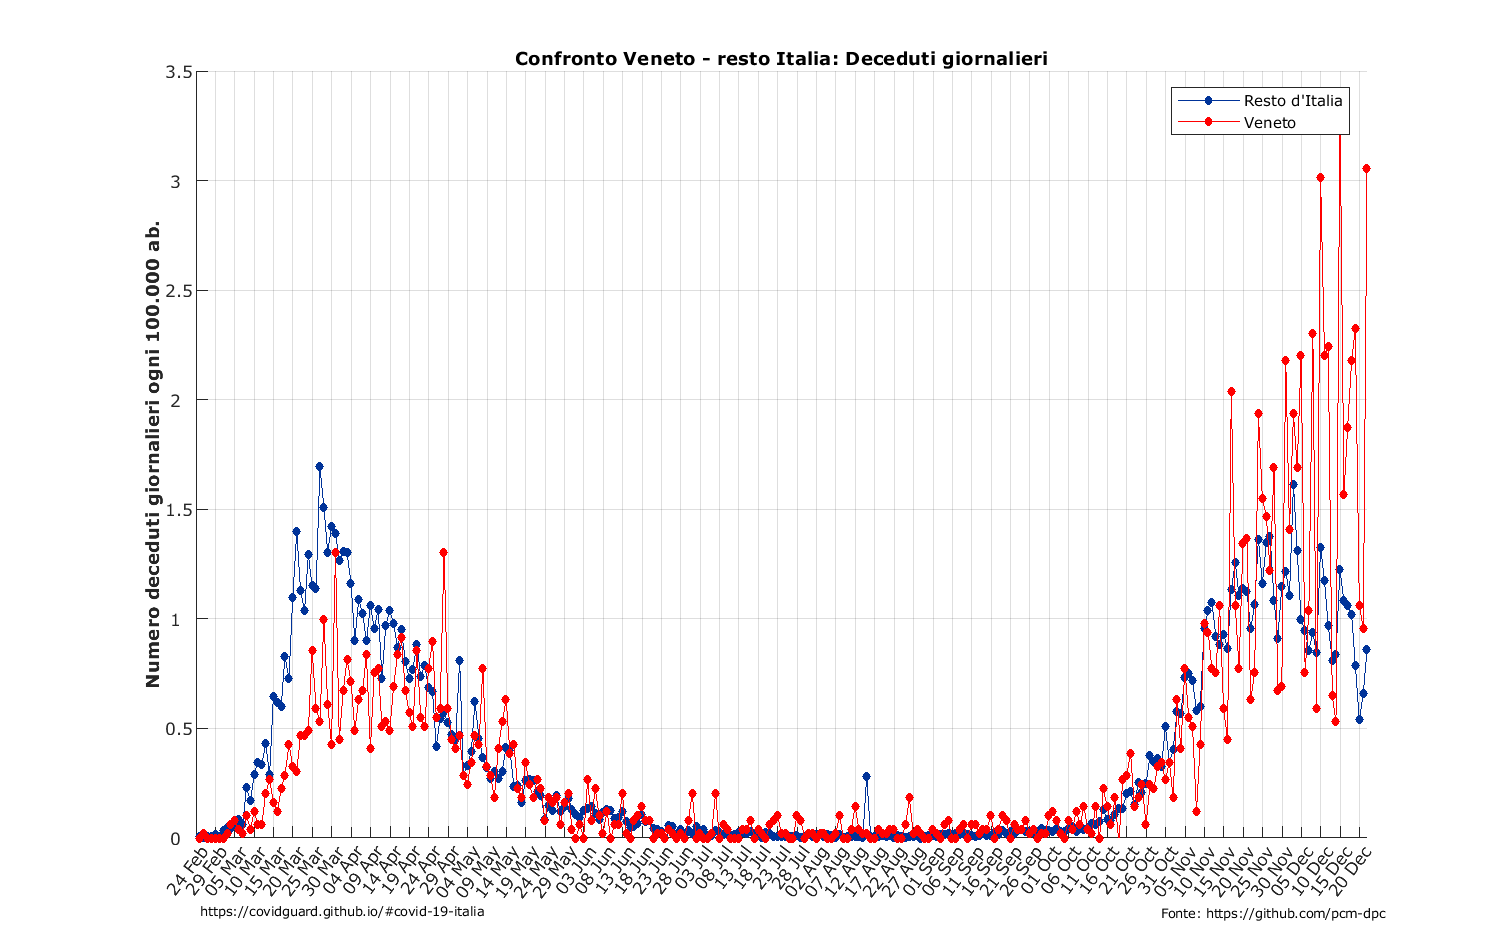 Confronto Veneto - resto Italia: Deceduti giornalieri
Resto d'Italia
Veneto
Numero deceduti giornalieri ogni 100.000 ab.
3.5
3
2.5
2
1.5
1
0.5
0
24 Feb
29 Feb
05 Mar
10 Mar
15 Mar
20 Mar
25 Mar
30 Mar
04 Apr
09 Apr
14 Apr
19 Apr
24 Apr
29 Apr
04 May
09 May
14 May
19 May
24 May
29 May
03 Jun
08 Jun
13 Jun
18 Jun
23 Jun
28 Jun
03 Jul
08 Jul
13 Jul
18 Jul
23 Jul
28 Jul
02 Aug
07 Aug
12 Aug
17 Aug
22 Aug
27 Aug
01 Sep
06 Sep
11 Sep
16 Sep
21 Sep
26 Sep
01 Oct
06 Oct
11 Oct
16 Oct
21 Oct
26 Oct
31 Oct
05 Nov
10 Nov
15 Nov
20 Nov
25 Nov
30 Nov
05 Dec
10 Dec
15 Dec
20 Dec
https://covidguard.github.io/#covid-19-italia
Fonte: https://github.com/pcm-dpc